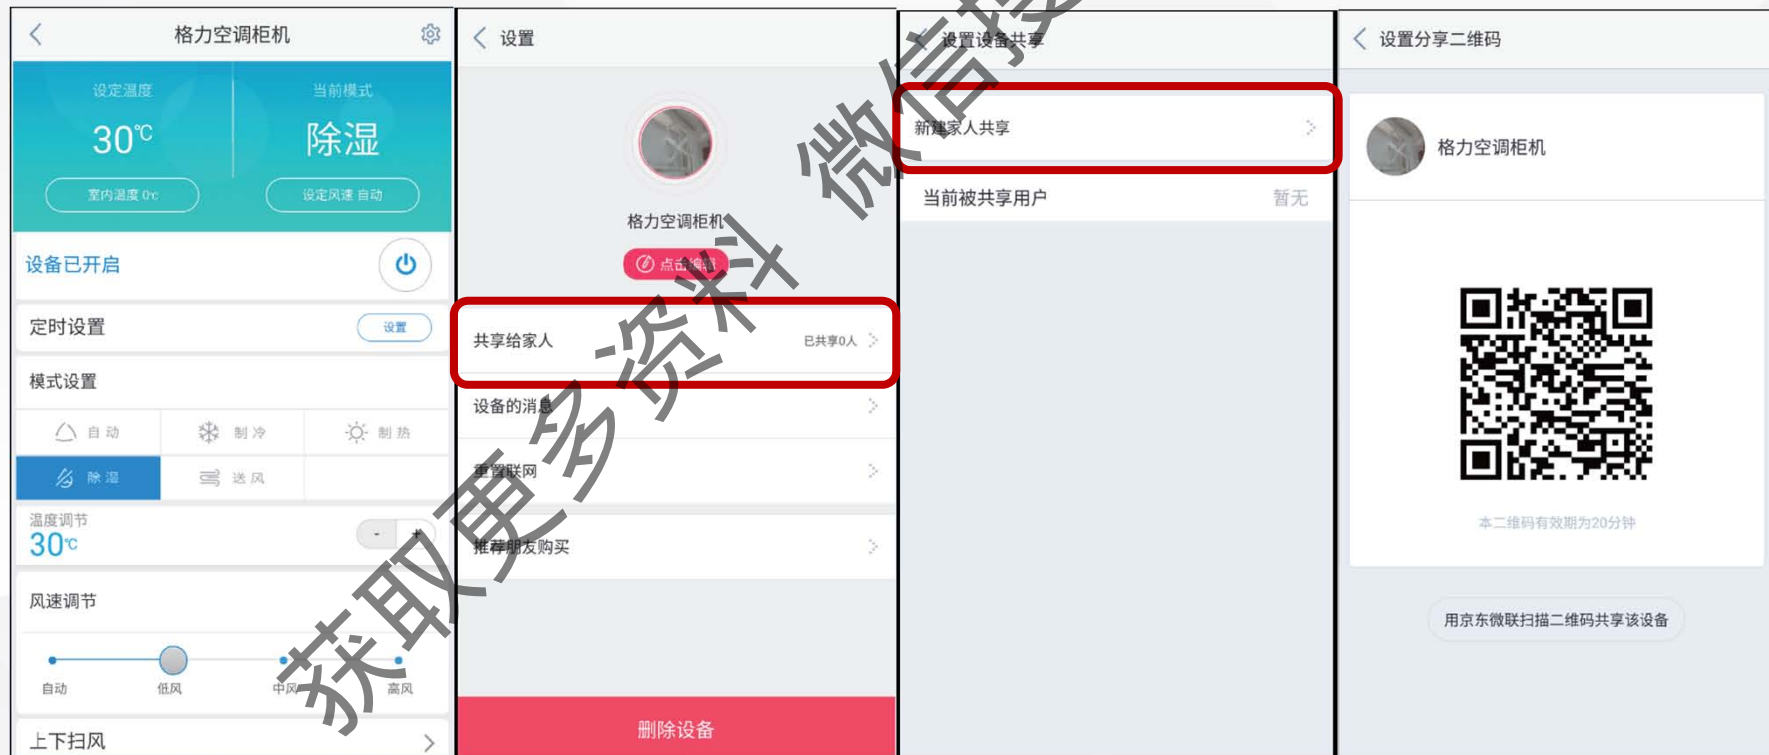 格力空调柜机
设定温度
当前模式
30℃
除湿
室内温度 0℃
设定风速 自动
设备已开启
定时设置
设置
模式设置
自动
制冷
制热
除湿
送风
温度调节
30℃
-
+
风速调节
自动
低风
中风
高风
上下扫风
设置
格力空调柜机
点击编辑
共享给家人
已共享0人
设备的消息
重置联网
推荐朋友购买
删除设备
设置设备共享
新建家人共享
当前被共享用户
暂无
设置分享二维码
格力空调柜机
本二维码有效期为20分钟
用京东微联扫描二维码共享该设备
获取更多资料 微信搜